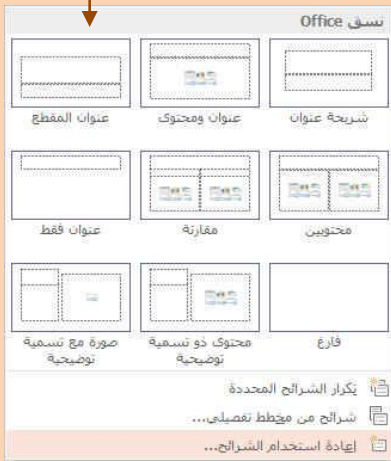 نسق Office
شريحة عنوان
عنوان ومحتوى
عنوان المقطع
محتويين
مقارنة
عنوان فقط
فارغ
محتوى ذو تسمية
توضيحية
صورة مع تسمية
توضيحية
تكرار الشرائح المحددة
شرائح من مخطط تفصيلي...
إعادة استخدام الشرائح...